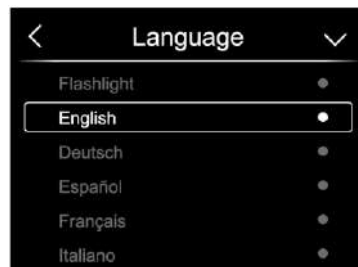 Language
Flashlight
English
Deutsch
Español
Français
Italiano